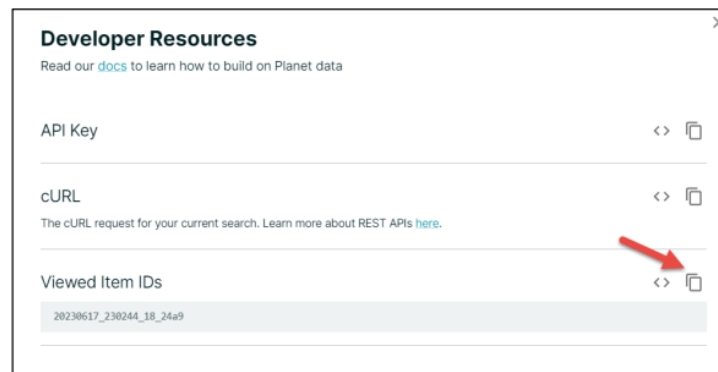 Developer Resources
Read our docs to learn how to build on Planet data
API Key
cURL
The cURL request for your current search. Learn more about REST APIs here.
Viewed Item IDs
20230617_230244_18_24a9